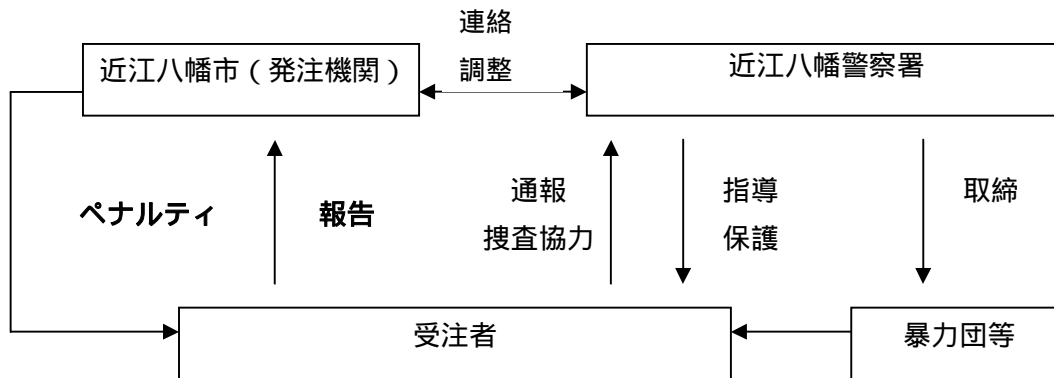 連絡
調整
近江八幡市（発注機関）
近江八幡警察署
ペナルティ
報告
通報
捜査協力
指導
保護
取締
受注者
暴力団等